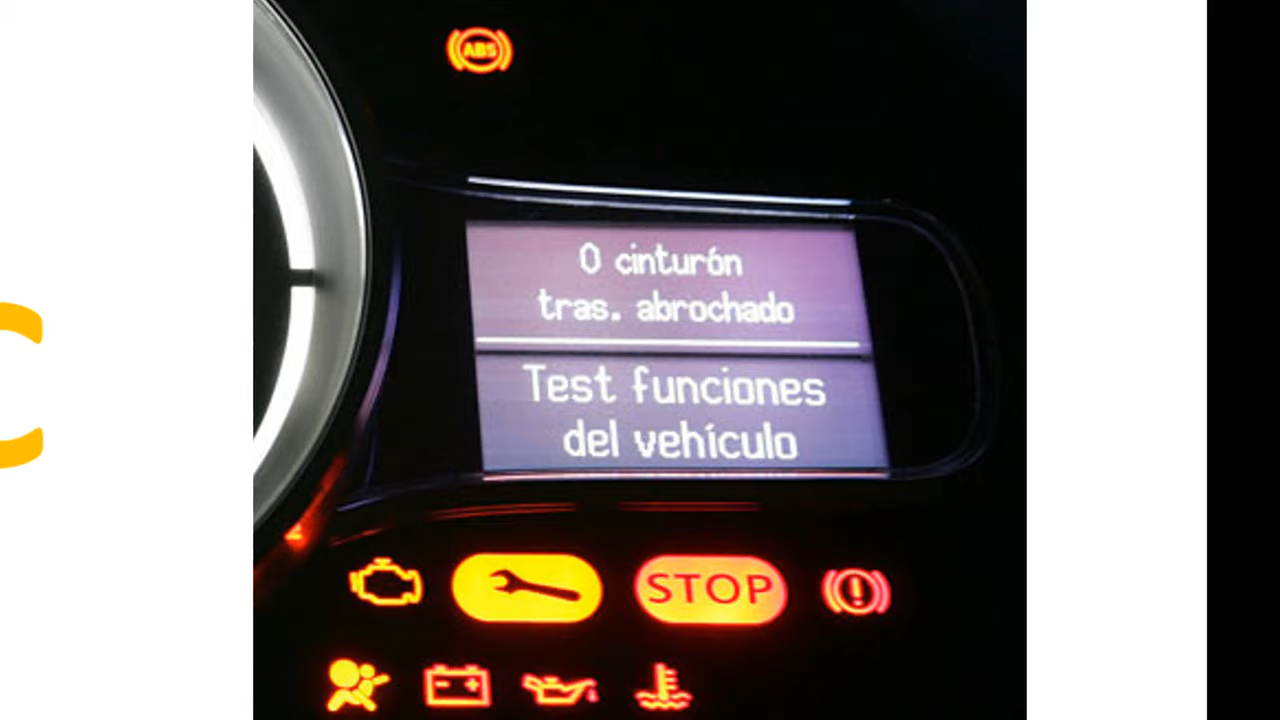 ABS
0 cinturón
tras. abrochado
Test funciones
del vehículo
STOP